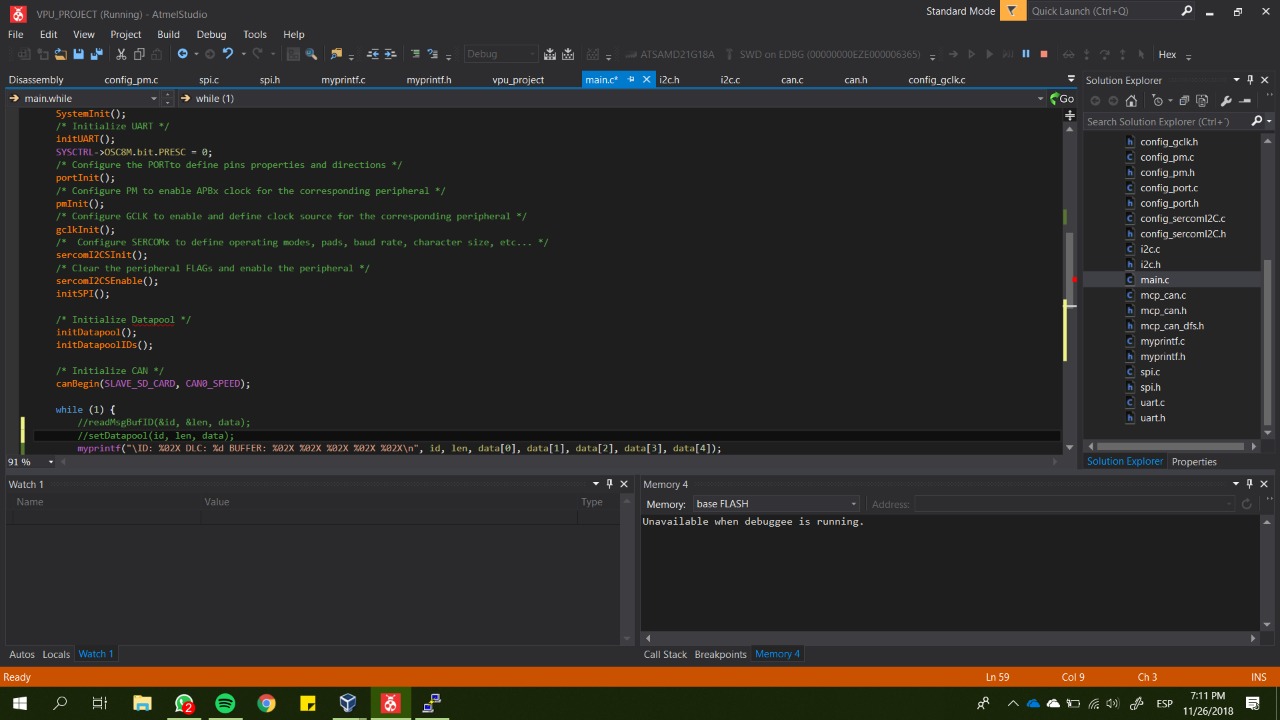 VPU_PROJECT (Running) - AtmelStudio
Standard Mode
Quick Launch (Ctrl+Q)
File Edit View Project Build Debug Tools Help
Debug ATSAMD21G18A SWD on EDBG (00000000EZE000006365) Hex
Disassembly config_pm.c spi.c spi.h myprintf.c myprintf.h vpu_project main.c* i2c.h i2c.c can.c can.h config_gclk.c
main.while while (1) Go
SystemInit();
/* Initialize UART */
initUART();
SYSCTRL->OSC8M.bit.PRESC = 0;
/* Configure the PORTto define pins properties and directions */
portInit();
/* Configure PM to enable APBx clock for the corresponding peripheral */
pmInit();
/* Configure GCLK to enable and define clock source for the corresponding peripheral */
gclkInit();
/*  Configure SERCOMx to define operating modes, pads, baud rate, character size, etc... */
sercomI2CSInit();
/* Clear the peripheral FLAGs and enable the peripheral */
sercomI2CSEnable();
initSPI();
/* Initialize Datapool */
initDatapool();
initDatapoolIDs();
/* Initialize CAN */
canBegin(SLAVE_SD_CARD, CAN0_SPEED);
while (1) {
//readMsgBufID(&id, &len, data);
//setDatapool(id, len, data);
myprintf("\ID: %02X DLC: %d BUFFER: %02X %02X %02X %02X %02X\n", id, len, data[0], data[1], data[2], data[3], data[4]);
91 %
Solution Explorer
Search Solution Explorer (Ctrl+´)
config_gclk.h
config_pm.c
config_pm.h
config_port.c
config_port.h
config_sercomI2C.c
config_sercomI2C.h
i2c.c
i2c.h
main.c
mcp_can.c
mcp_can.h
mcp_can_dfs.h
myprintf.c
myprintf.h
spi.c
spi.h
uart.c
uart.h
Solution Explorer Properties
Watch 1
Name Value Type
Autos Locals Watch 1
Memory 4
Memory: base FLASH Address:
Unavailable when debuggee is running.
Call Stack Breakpoints Memory 4
Ready Ln 59 Col 9 Ch 3 INS
2
ESP
7:11 PM
11/26/2018